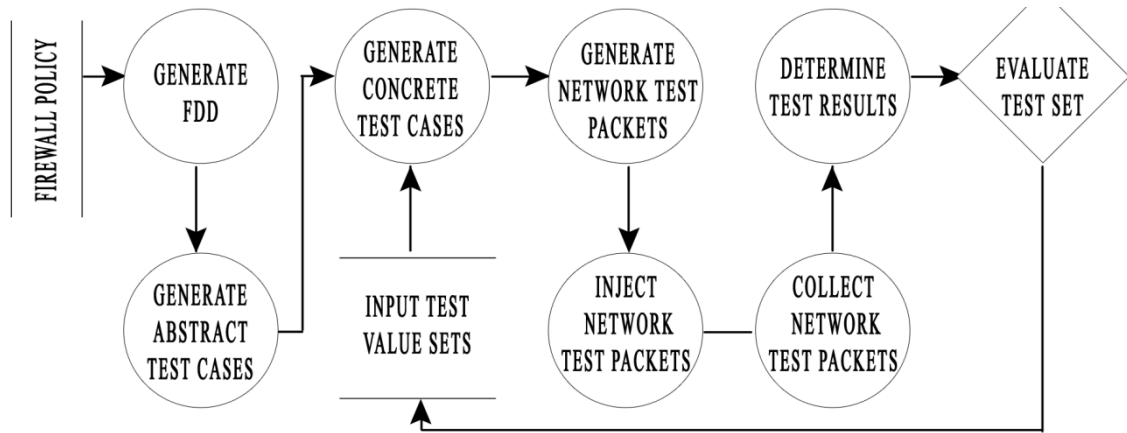 FIREWALL POLICY
GENERATE
FDD
GENERATE
ABSTRACT
TEST CASES
GENERATE
CONCRETE
TEST CASES
INPUT TEST
VALUE SETS
GENERATE
NETWORK TEST
PACKETS
INJECT
NETWORK
TEST PACKETS
COLLECT
NETWORK
TEST PACKETS
DETERMINE
TEST RESULTS
EVALUATE
TEST SET